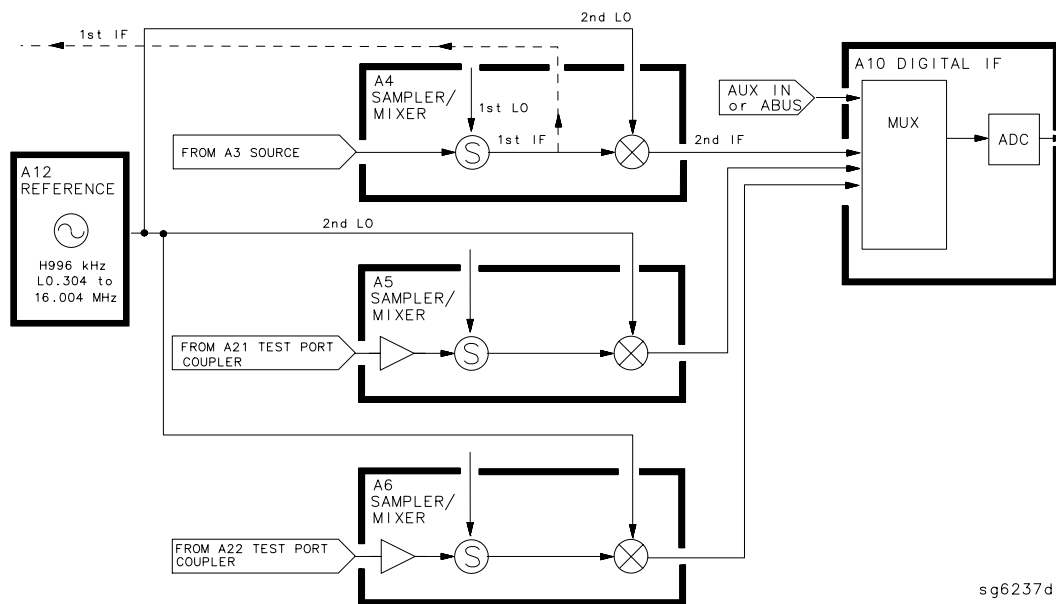 2nd LO
1st IF
A10 DIGITAL IF
A4
SAMPLER/
MIXER
AUX IN
or ABUS
MUX
1st LO
FROM A3 SOURCE
S
1st IF
2nd IF
ADC
A12
REFERENCE
H996 kHz
L0.304 to
16.004 MHz
2nd LO
A5
SAMPLER/
MIXER
FROM A21 TEST PORT
COUPLER
S
A6
SAMPLER/
MIXER
FROM A22 TEST PORT
COUPLER
S
sg6237d